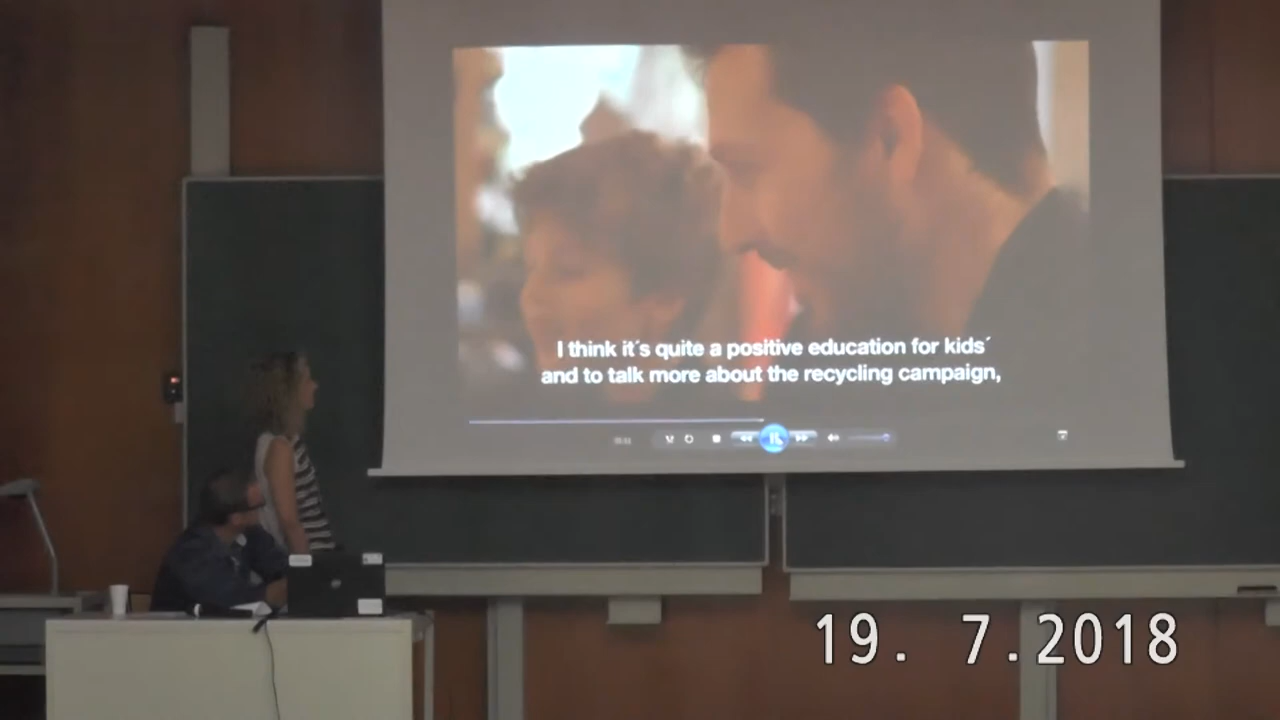 I think it´s quite a positive education for kids´
and to talk more about the recycling campaign,
19. 7.2018